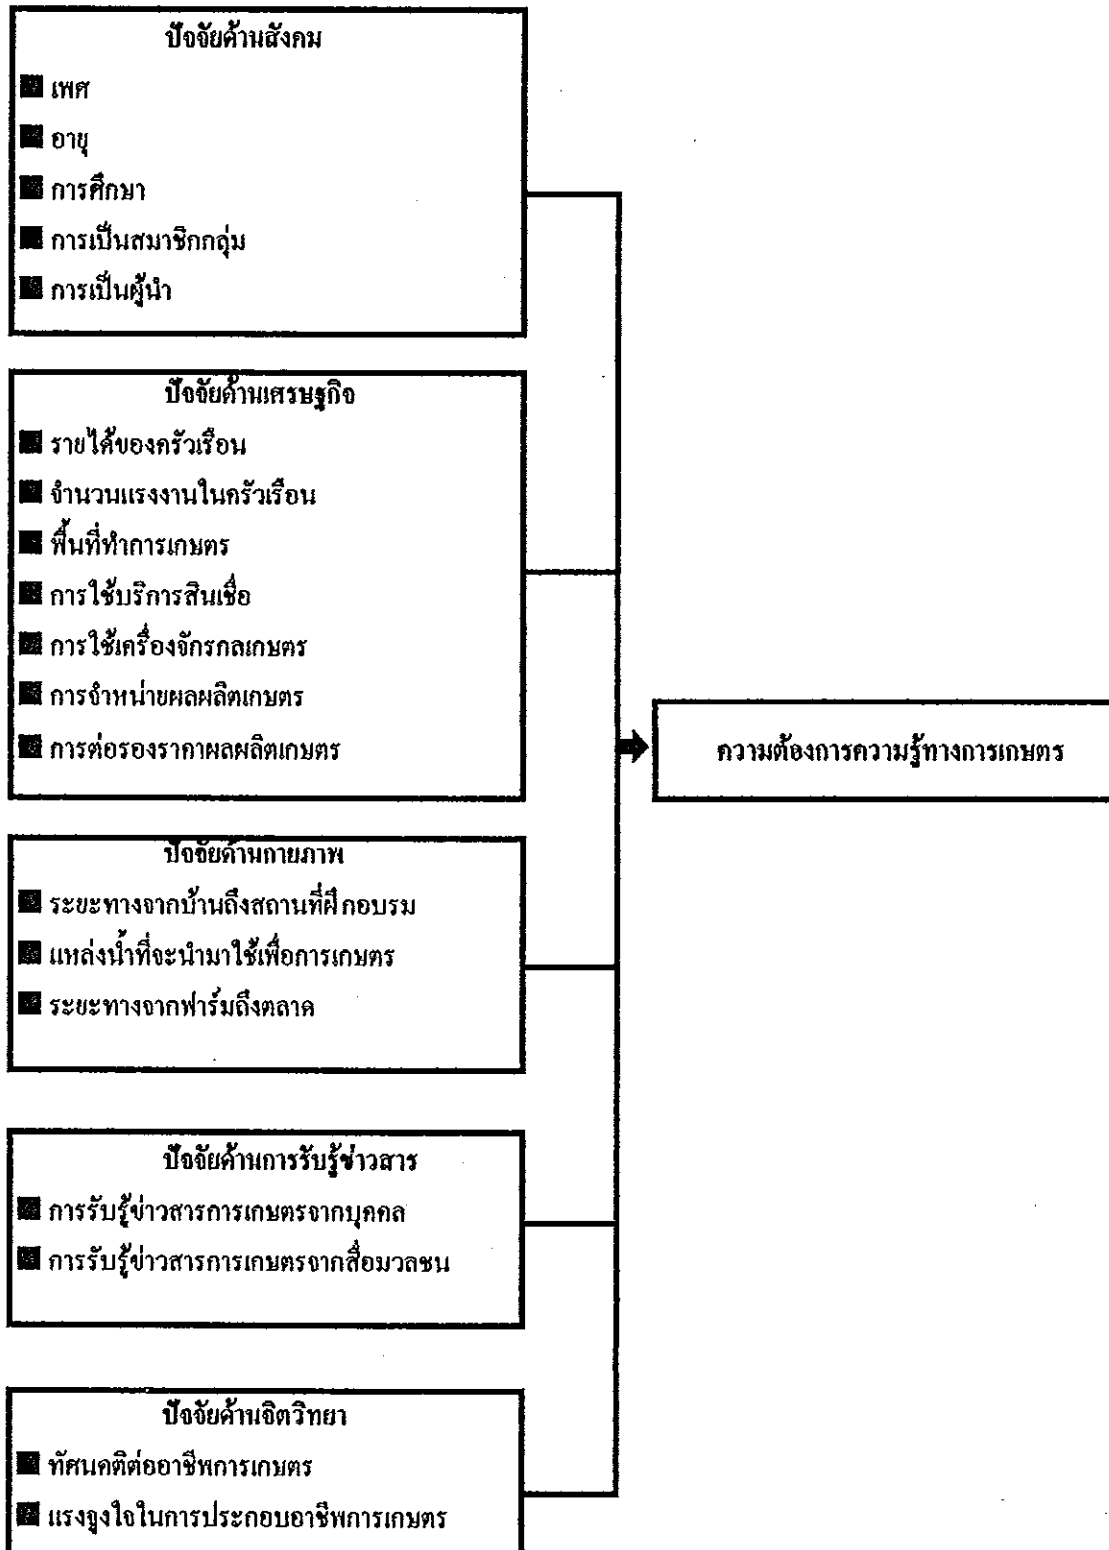 ปัจจัยด้านสังคม
เพศ
อายุ
การศึกษา
การเป็นสมาชิกกลุ่ม
การเป็นผู้นำ
ปัจจัยด้านเศรษฐกิจ
รายได้ของครัวเรือน
จำนวนแรงงานในครัวเรือน
พื้นที่ทำการเกษตร
การใช้บริการสินเชื่อ
การใช้เครื่องจักรกลเกษตร
การจำหน่ายผลผลิตเกษตร
การต่อรองราคาผลผลิตเกษตร
ความต้องการความรู้ทางการเกษตร
ปัจจัยด้านกายภาพ
ระยะทางจากบ้านถึงสถานที่ฝึกอบรม
แหล่งน้ำที่จะนำมาใช้เพื่อการเกษตร
ระยะทางจากฟาร์มถึงตลาด
ปัจจัยด้านการรับรู้ข่าวสาร
การรับรู้ข่าวสารการเกษตรจากบุคคล
การรับรู้ข่าวสารการเกษตรจากสื่อมวลชน
ปัจจัยด้านจิตวิทยา
ทัศนคติต่ออาชีพการเกษตร
แรงจูงใจในการประกอบอาชีพการเกษตร